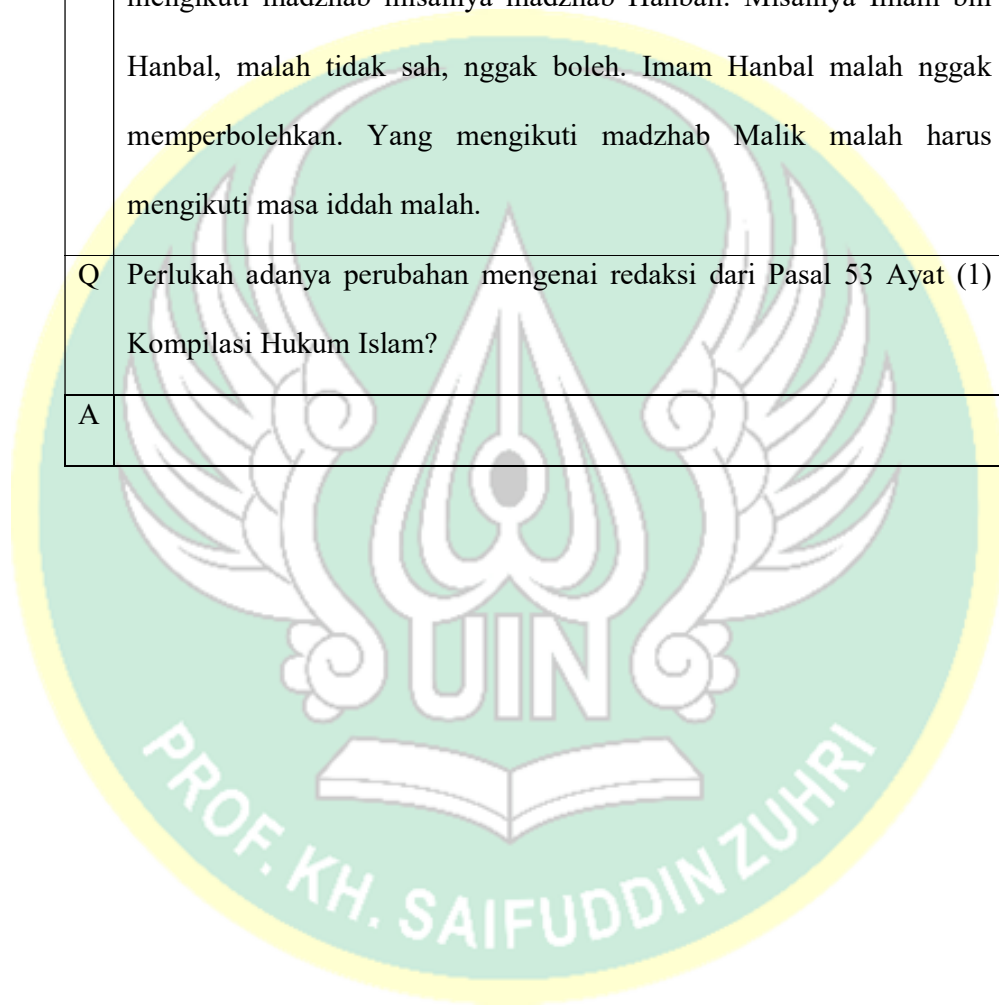 Hanbal, malah tidak sah, nggak boleh. Imam Hanbal malah nggak
memperbolehkan. Yang mengikuti madzhab Malik malah harus
mengikuti masa iddah malah.
Q Perlukah adanya perubahan mengenai redaksi dari Pasal 53 Ayat (1)
Kompilasi Hukum Islam?
A
UIN
PROF. KH. SAIFUDDIN ZUHRI